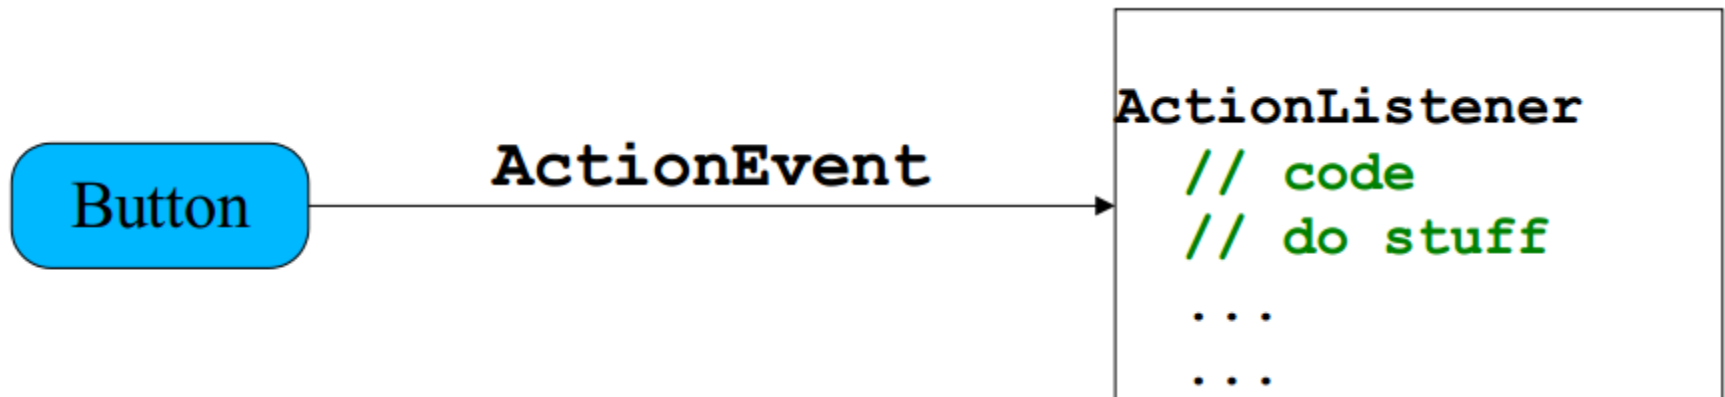 Button
ActionEvent
ActionListener
// code
// do stuff
...
...